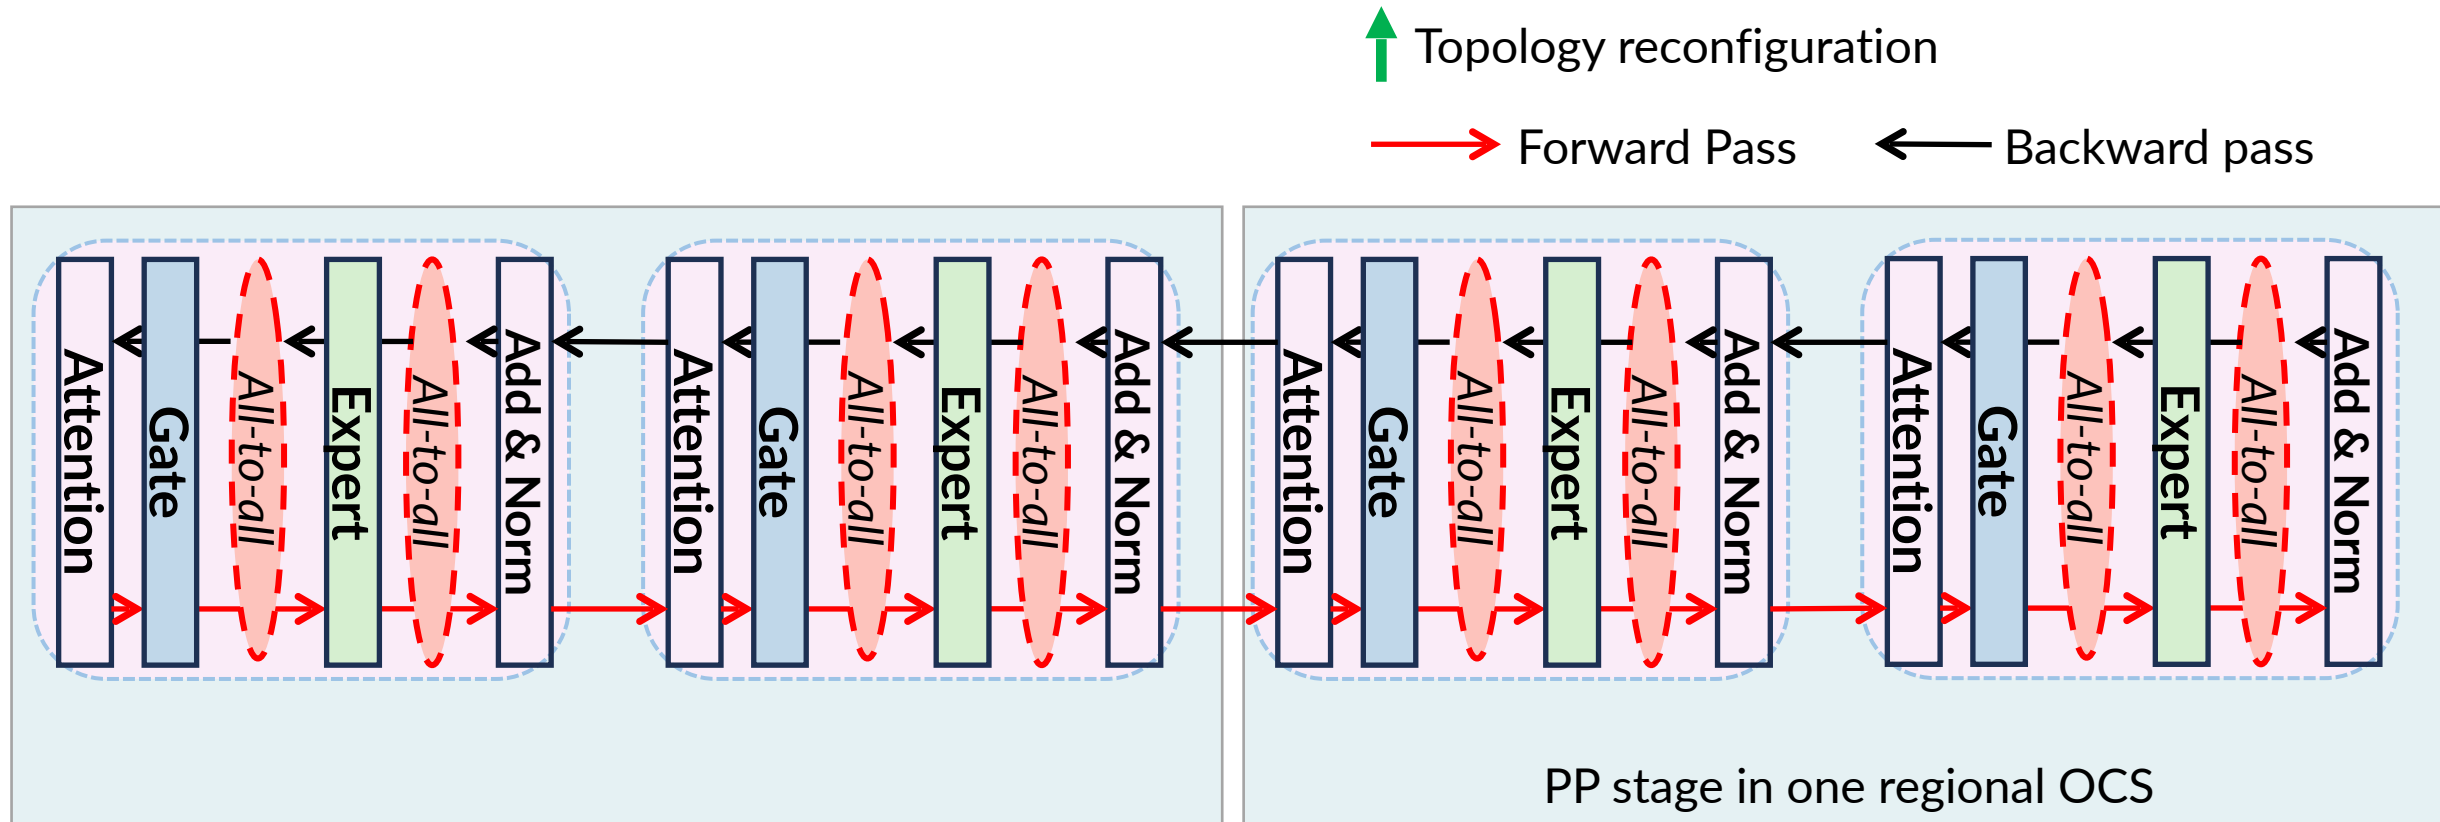 Topology reconfiguration
Forward Pass
Backward pass
Attention
Gate
All-to-all
Expert
All-to-all
Add & Norm
Attention
Gate
All-to-all
Expert
All-to-all
Add & Norm
Attention
Gate
All-to-all
Expert
All-to-all
Add & Norm
Attention
Gate
All-to-all
Expert
All-to-all
Add & Norm
PP stage in one regional OCS